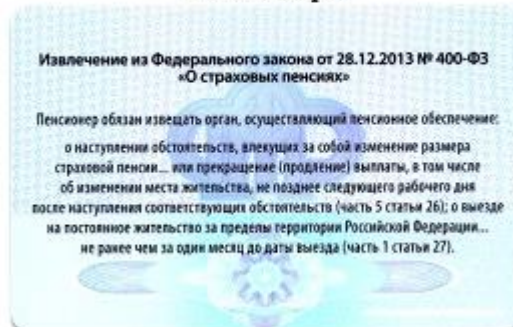 Извлечение из Федерального закона от 28.12.2013 № 400-ФЗ
«О страховых пенсиях»
Пенсионер обязан извещать орган, осуществляющий пенсионное обеспечение:
о наступлении обстоятельств, влекущих за собой изменение размера
страховой пенсии... или прекращение (продление) выплаты, в том числе
об изменении места жительства, не позднее следующего рабочего дня
после наступления соответствующих обстоятельств (часть 5 статьи 26); о выезде
на постоянное жительство за пределы территории Российской Федерации...
не ранее чем за один месяц до даты выезда (часть 1 статьи 27).